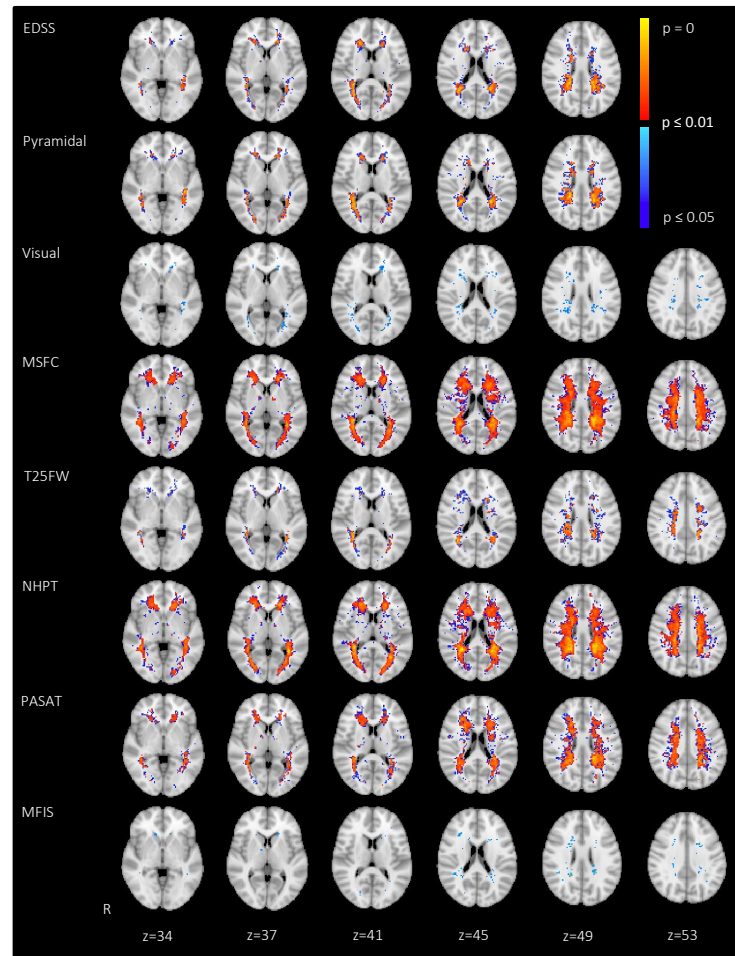 EDSS
p = 0
p ≤ 0.01
Pyramidal
p ≤ 0.05
Visual
MSFC
T25FW
NHPT
PASAT
MFIS
R
z=34 z=37 z=41 z=45 z=49 z=53